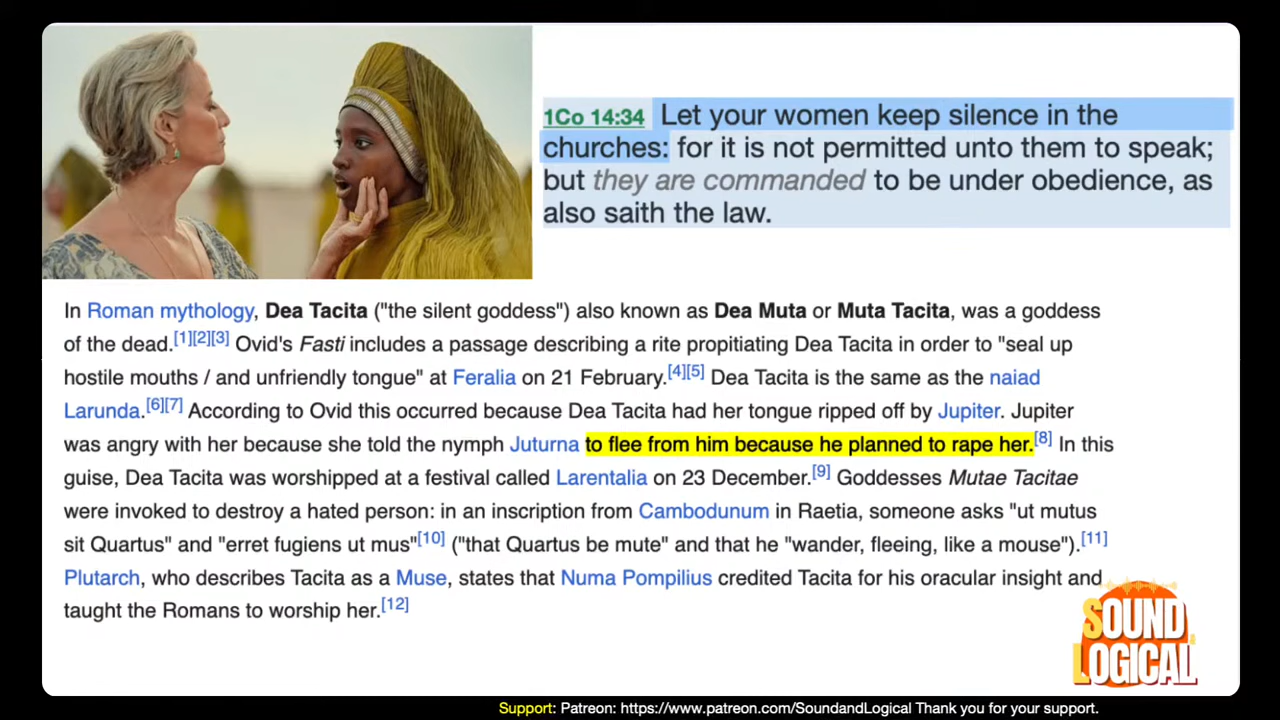 1Co 14:34 Let your women keep silence in the
churches: for it is not permitted unto them to speak;
but they are commanded to be under obedience, as
also saith the law.
In Roman mythology, Dea Tacita ("the silent goddess") also known as Dea Muta or Muta Tacita, was a goddess
of the dead.[1][2][3] Ovid's Fasti includes a passage describing a rite propitiating Dea Tacita in order to "seal up
hostile mouths / and unfriendly tongue" at Feralia on 21 February.[4][5] Dea Tacita is the same as the naiad
Larunda.[6][7] According to Ovid this occurred because Dea Tacita had her tongue ripped off by Jupiter. Jupiter
was angry with her because she told the nymph Juturna to flee from him because he planned to rape her.[8] In this
guise, Dea Tacita was worshipped at a festival called Larentalia on 23 December.[9] Goddesses Mutae Tacitae
were invoked to destroy a hated person: in an inscription from Cambodunum in Raetia, someone asks "ut mutus
sit Quartus" and "erret fugiens ut mus"[10] ("that Quartus be mute" and that he "wander, fleeing, like a mouse").[11]
Plutarch, who describes Tacita as a Muse, states that Numa Pompilius credited Tacita for his oracular insight and
taught the Romans to worship her.[12]
SOUND
LOGICAL
Support: Patreon: https://www.patreon.com/SoundandLogical Thank you for your support.